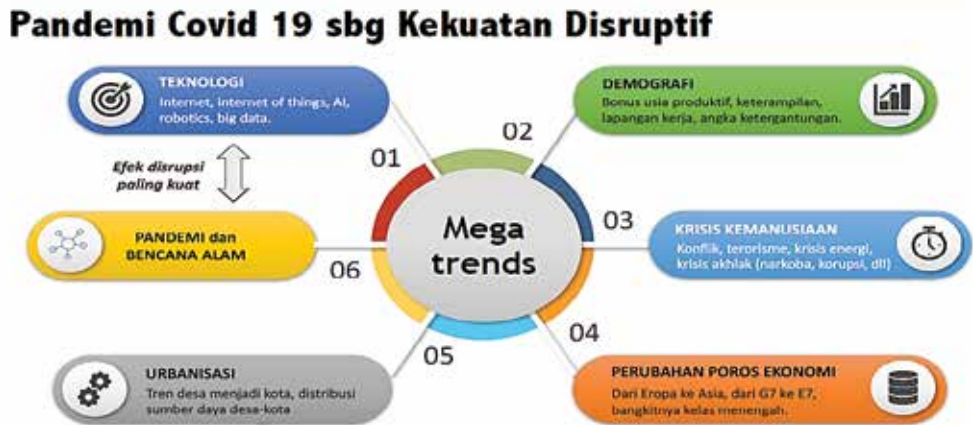 Pandemi Covid 19 sbg Kekuatan Disruptif
TEKNOLOGI
Internet, internet of things, AI,
robotics, big data.
DEMOGRAFI
Bonus usia produktif, keterampilan,
lapangan kerja, angka ketergantungan.
01
02
Efek disrupsi
paling kuat
Mega
trends
03
KRISIS KEMANUSIAAN
Konflik, terorisme, krisis energi,
krisis akhlak (narkoba, korupsi, dll)
PANDEMI dan
BENCANA ALAM
06
05
04
URBANISASI
Tren desa menjadi kota, distribusi
sumber daya desa-kota
PERUBAHAN POROS EKONOMI
Dari Eropa ke Asia, dari G7 ke E7,
bangkitnya kelas menengah.